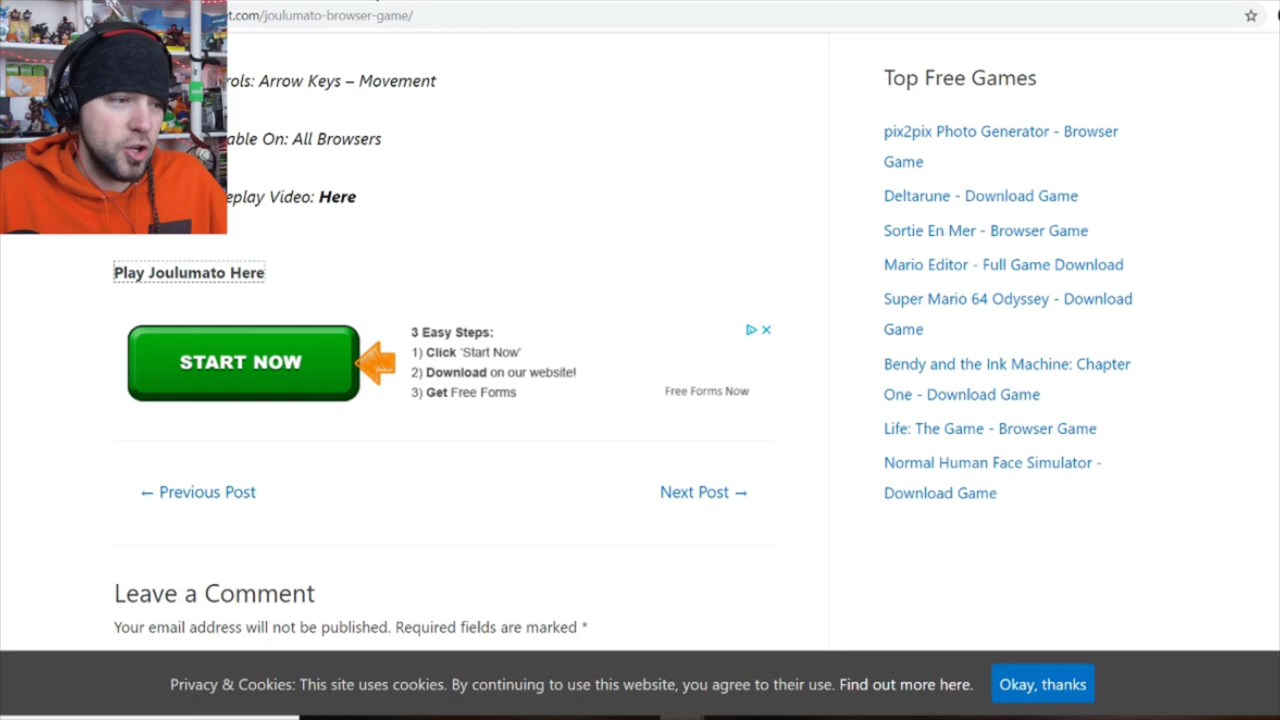 ot.com/joulumato-browser-game/
rols: Arrow Keys – Movement
able On: All Browsers
eplay Video: Here
Play Joulumato Here
START NOW
3 Easy Steps:
1) Click 'Start Now'
2) Download on our website!
3) Get Free Forms
Free Forms Now
← Previous Post
Next Post →
Leave a Comment
Your email address will not be published. Required fields are marked *
Top Free Games
pix2pix Photo Generator - Browser
Game
Deltarune - Download Game
Sortie En Mer - Browser Game
Mario Editor - Full Game Download
Super Mario 64 Odyssey - Download
Game
Bendy and the Ink Machine: Chapter
One - Download Game
Life: The Game - Browser Game
Normal Human Face Simulator -
Download Game
Privacy & Cookies: This site uses cookies. By continuing to use this website, you agree to their use. Find out more here.
Okay, thanks